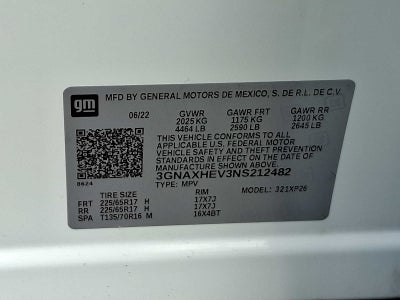 gm
MFD BY GENERAL MOTORS DE MEXICO, S. DE R.L. DE C.V.
06/22 GVWR GAWR FRT GAWR RR
2025 KG 1175 KG 1200 KG
4464 LB 2590 LB 2645 LB
THIS VEHICLE CONFORMS TO ALL
APPLICABLE U.S. FEDERAL MOTOR
VEHICLE SAFETY AND THEFT PREVENTION
STANDARDS IN EFFECT ON THE DATE OF
MANUFACTURE SHOWN ABOVE.
3GNAXHEV3NS212482
8624 TYPE: MPV MODEL: 321XP26
TIRE SIZE RIM
FRT 225/65R17 H 17X7J
RR 225/65R17 H 17X7J
SPA T135/70R16 M 16X4BT